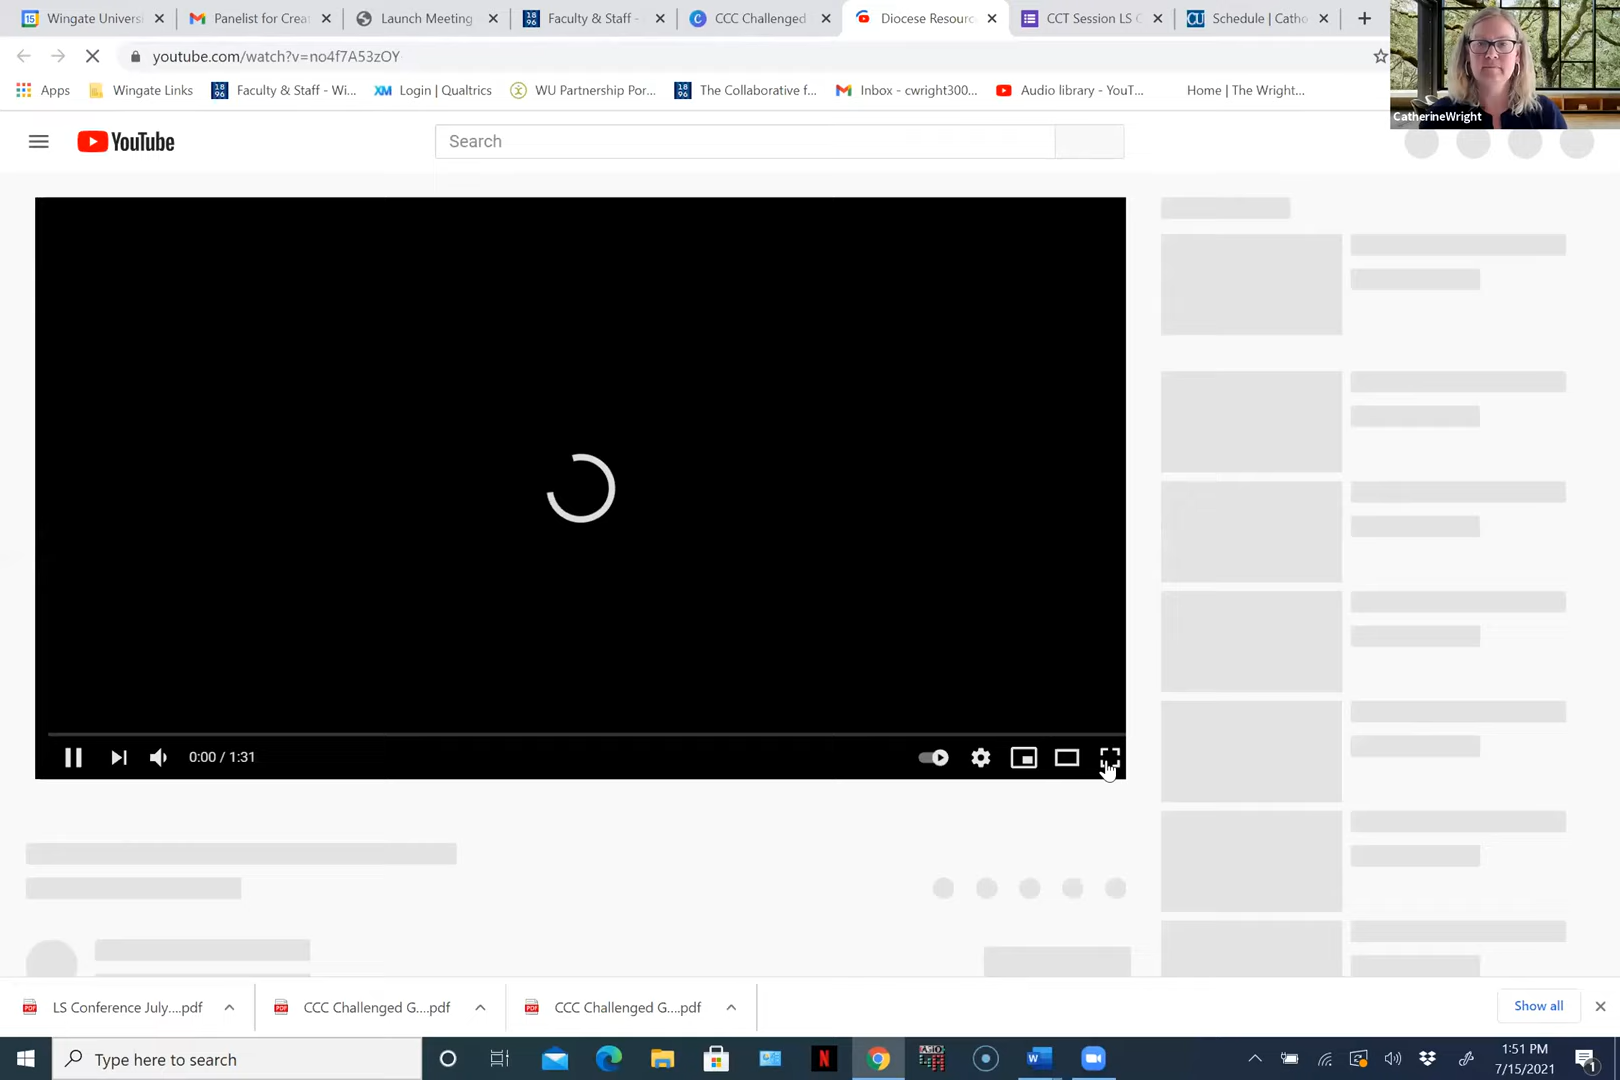 Wingate Universi
Panelist for Crea
Launch Meeting
Faculty & Staff -
CCC Challenged
Diocese Resourc
CCT Session LS C
Schedule | Catho
youtube.com/watch?v=no4f7A53zOY
Apps
Wingate Links
Faculty & Staff - Wi...
Login | Qualtrics
WU Partnership Por...
The Collaborative f...
Inbox - cwright300...
Audio library - YouT...
Home | The Wright...
CatherineWright
YouTube
Search
0:00 / 1:31
LS Conference July....pdf
CCC Challenged G....pdf
CCC Challenged G....pdf
Show all
Type here to search
1:51 PM
7/15/2021